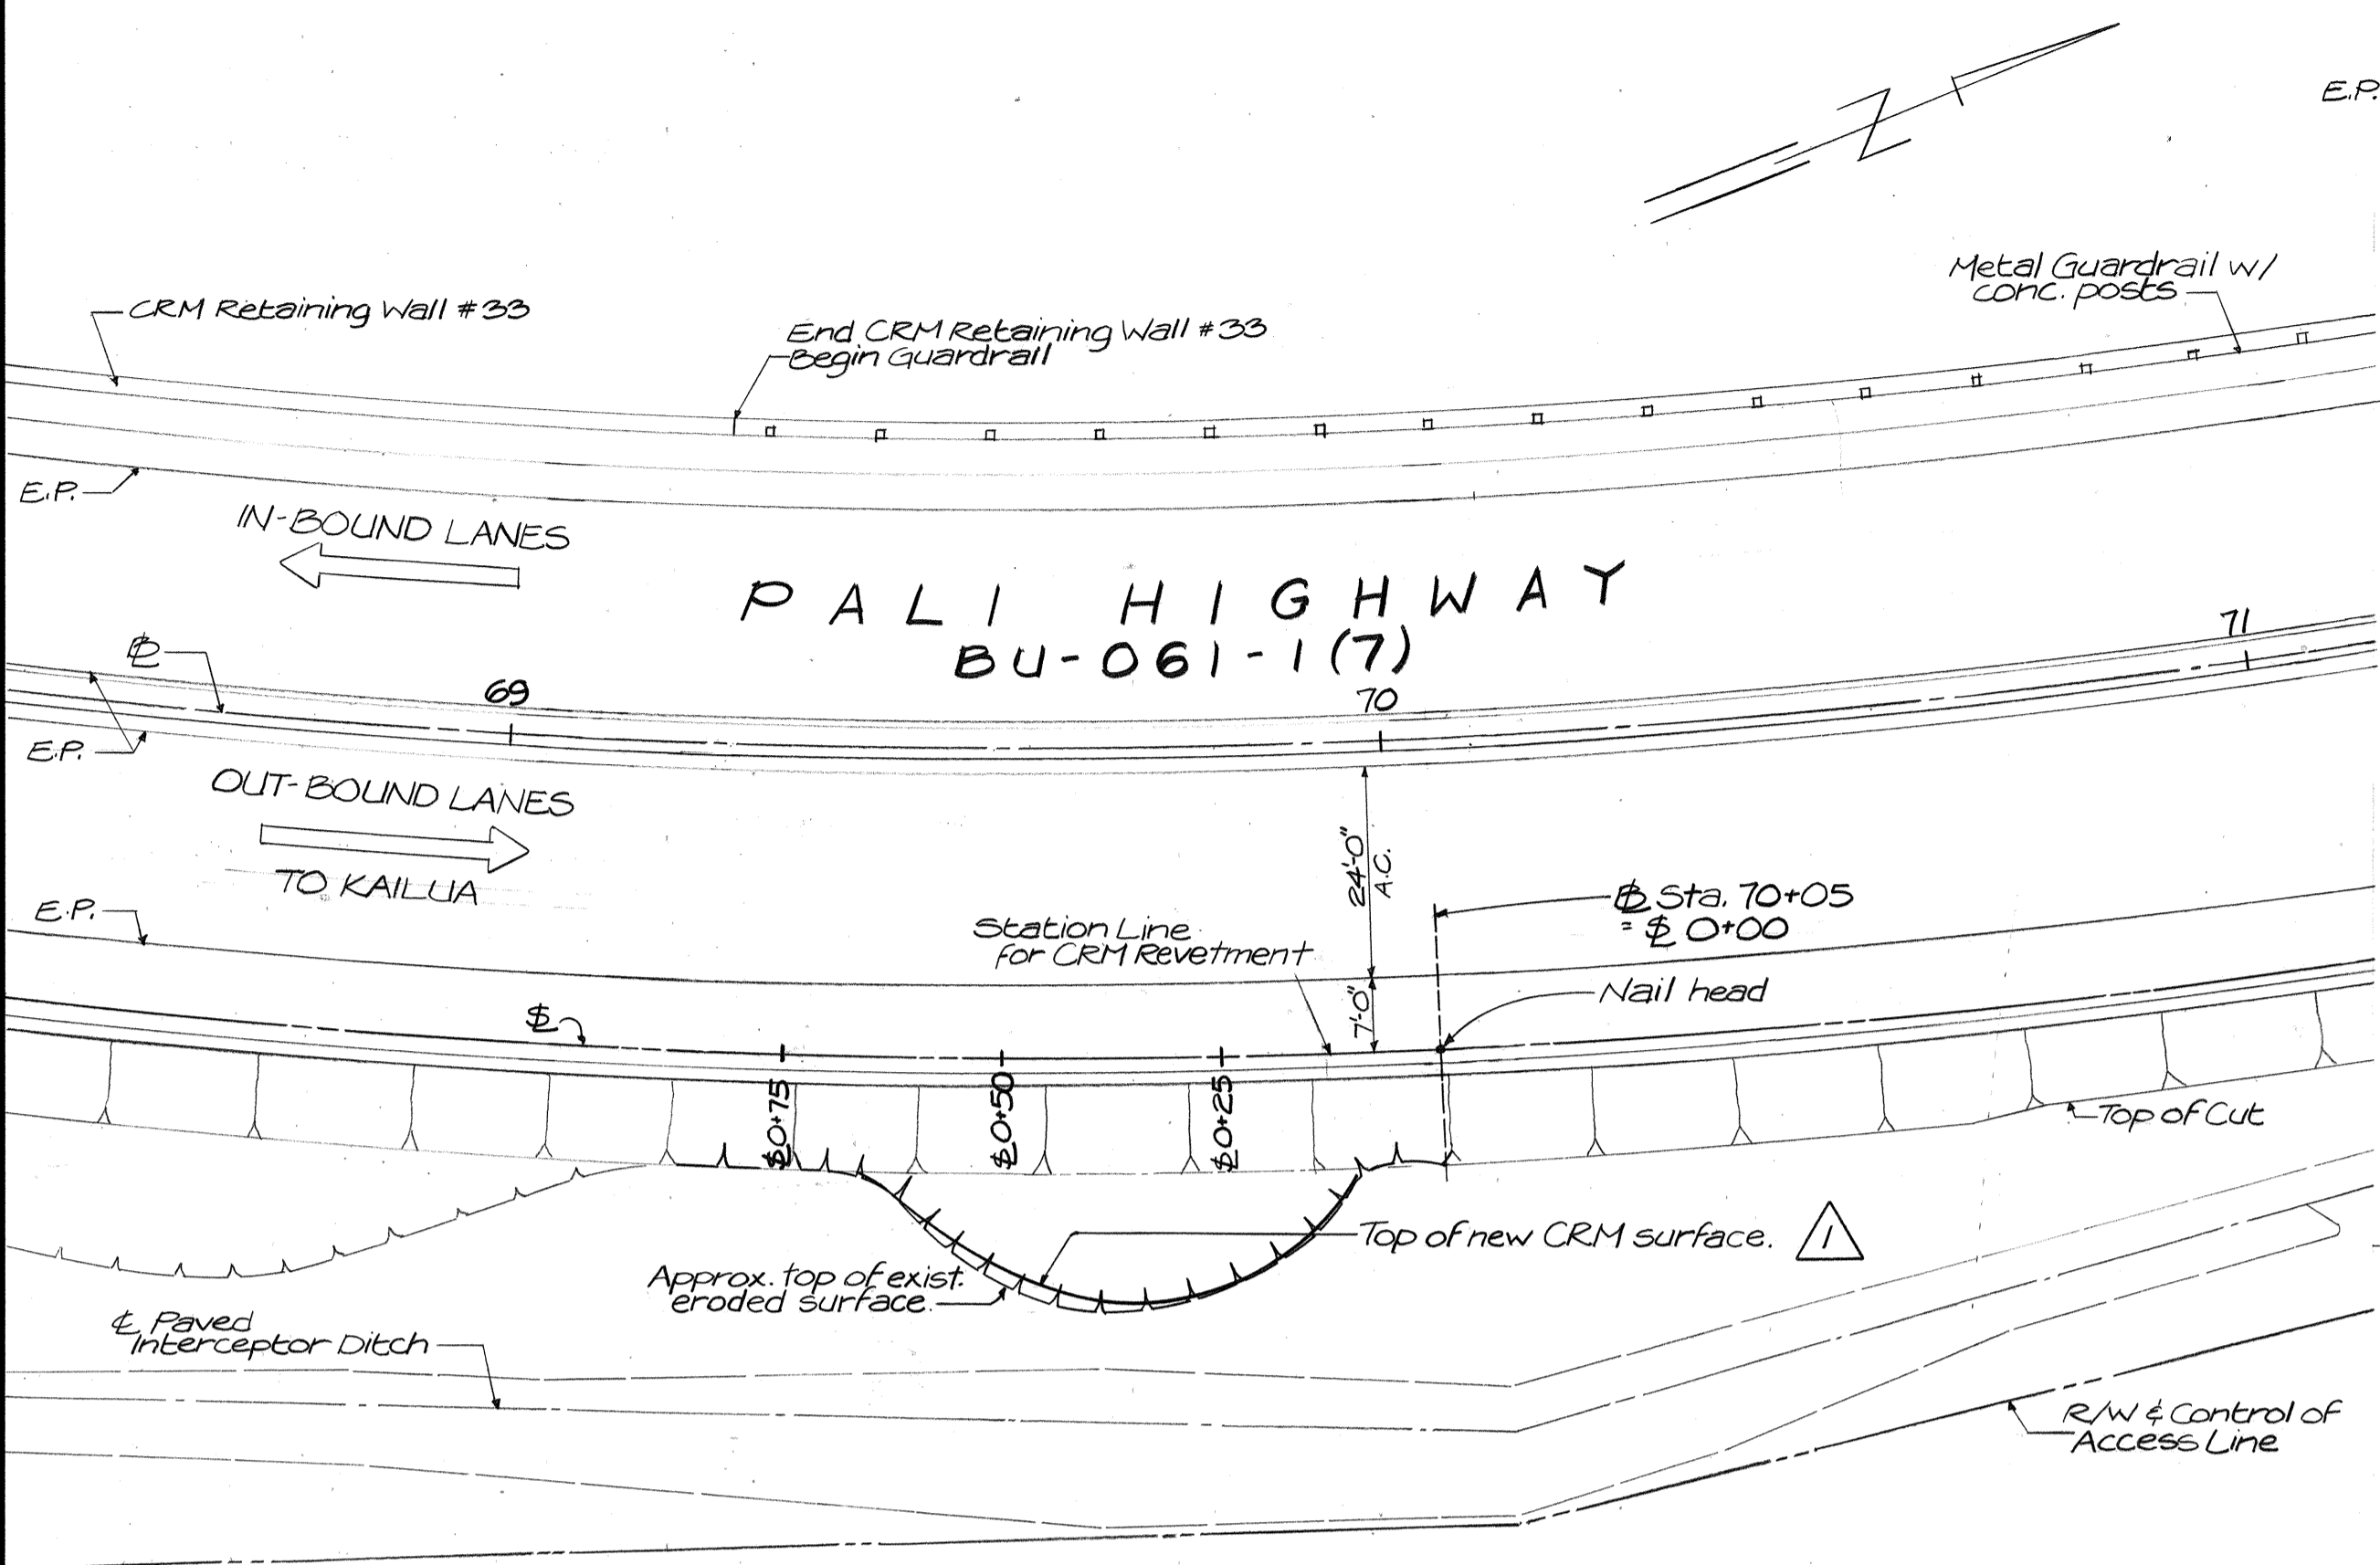 E.P.
Metal Guardrail w/
conc. posts
CRM Retaining Wall #33
End CRM Retaining Wall #33
Begin Guardrail
E.P.
IN-BOUND LANES
PALI HIGHWAY
BU-061-1(7)
71
69
70
E.P.
OUT-BOUND LANES
TO KAILUA
24'-0"
A.C.
E.P.
Station Line
for CRM Revetment
Sta. 70+05
= 0+00
7'-0"
Nail head
0+75
0+50
0+25
Top of Cut
Top of new CRM surface.
1
Approx. top of exist.
eroded surface.
℄ Paved
Interceptor Ditch
R/W & Control of
Access Line